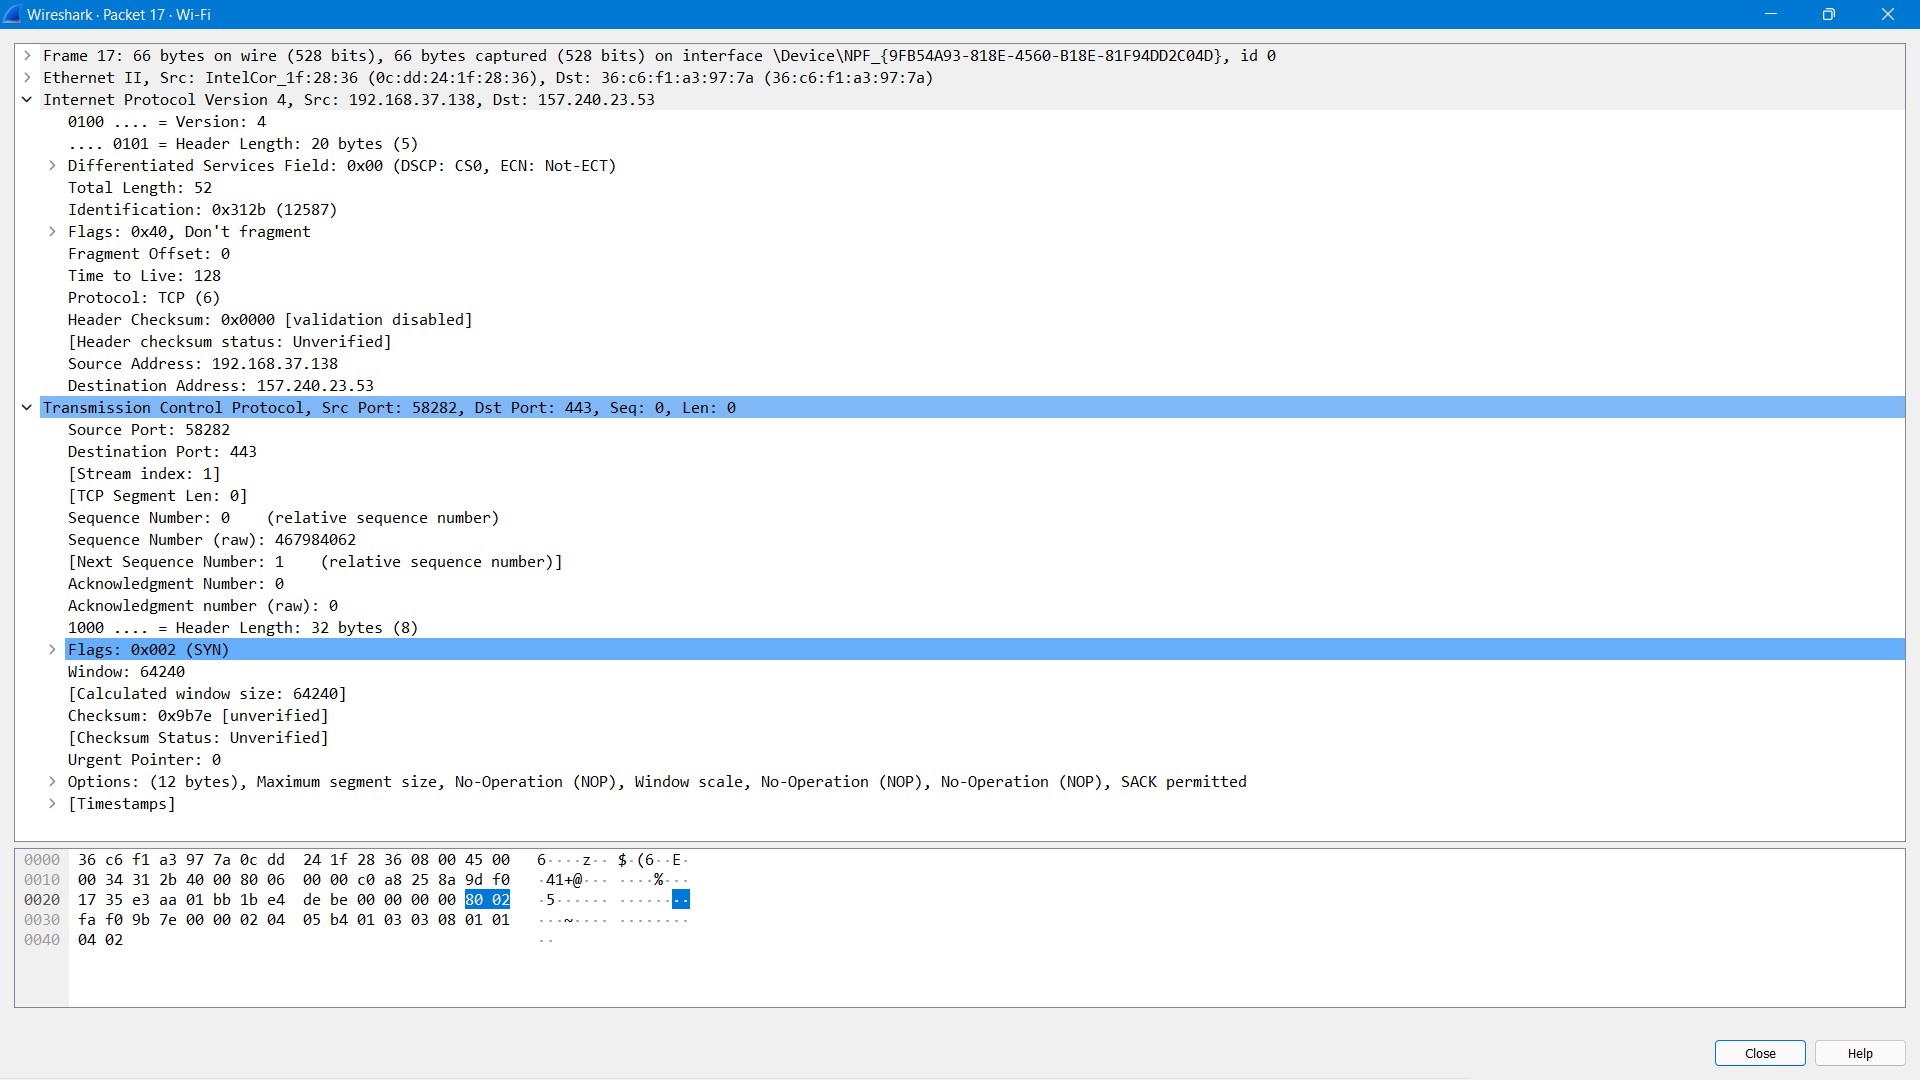 Wireshark · Packet 17 · Wi-Fi
Frame 17: 66 bytes on wire (528 bits), 66 bytes captured (528 bits) on interface \Device\NPF_{9FB54A93-818E-4560-B18E-81F94DD2C04D}, id 0
Ethernet II, Src: IntelCor_1f:28:36 (0c:dd:24:1f:28:36), Dst: 36:c6:f1:a3:97:7a (36:c6:f1:a3:97:7a)
Internet Protocol Version 4, Src: 192.168.37.138, Dst: 157.240.23.53
0100 .... = Version: 4
.... 0101 = Header Length: 20 bytes (5)
Differentiated Services Field: 0x00 (DSCP: CS0, ECN: Not-ECT)
Total Length: 52
Identification: 0x312b (12587)
Flags: 0x40, Don't fragment
Fragment Offset: 0
Time to Live: 128
Protocol: TCP (6)
Header Checksum: 0x0000 [validation disabled]
[Header checksum status: Unverified]
Source Address: 192.168.37.138
Destination Address: 157.240.23.53
Transmission Control Protocol, Src Port: 58282, Dst Port: 443, Seq: 0, Len: 0
Source Port: 58282
Destination Port: 443
[Stream index: 1]
[TCP Segment Len: 0]
Sequence Number: 0    (relative sequence number)
Sequence Number (raw): 467984062
[Next Sequence Number: 1    (relative sequence number)]
Acknowledgment Number: 0
Acknowledgment number (raw): 0
1000 .... = Header Length: 32 bytes (8)
Flags: 0x002 (SYN)
Window: 64240
[Calculated window size: 64240]
Checksum: 0x9b7e [unverified]
[Checksum Status: Unverified]
Urgent Pointer: 0
Options: (12 bytes), Maximum segment size, No-Operation (NOP), Window scale, No-Operation (NOP), No-Operation (NOP), SACK permitted
[Timestamps]
0000 36 c6 f1 a3 97 7a 0c dd 24 1f 28 36 08 00 45 00 6····z·· $·(6··E·
0010 00 34 31 2b 40 00 80 06 00 00 c0 a8 25 8a 9d f0 ·41+@··· ····%···
0020 17 35 e3 aa 01 bb 1b e4 de be 00 00 00 00 80 02 ·5······ ········
0030 fa f0 9b 7e 00 00 02 04 05 b4 01 03 03 08 01 01 ···~···· ········
0040 04 02 ··
Close
Help